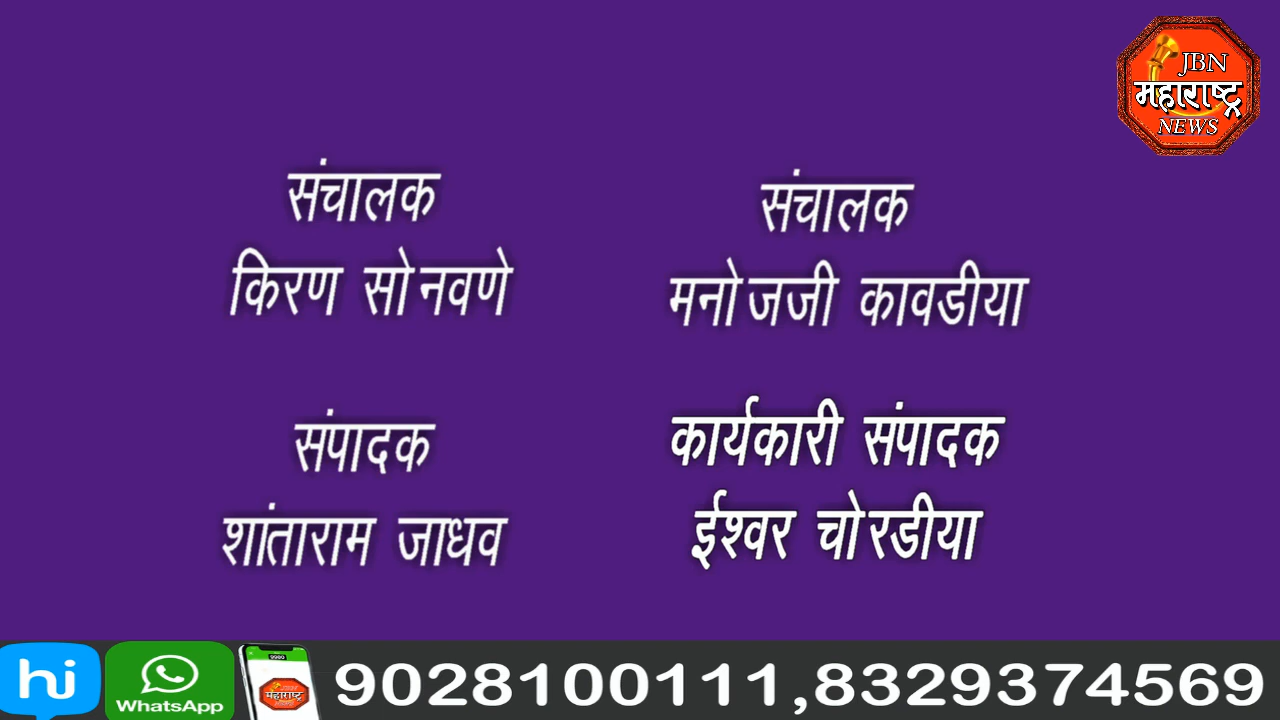 JBN
महाराष्ट्र
NEWS
संचालक
किरण सोनवणे
संचालक
मनोजजी कावडीया
संपादक
शांताराम जाधव
कार्यकारी संपादक
ईश्वर चोरडीया
hi
WhatsApp
महाराष्ट्र
9028100111,8329374569